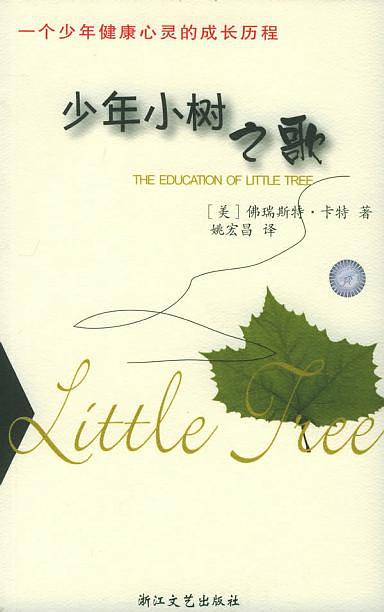 一个少年健康心灵的成长历程
少年小树之歌
THE EDUCATION OF LITTLE TREE
[美]佛瑞斯特·卡特 著
姚宏昌 译
Little Tree
浙江文艺出版社